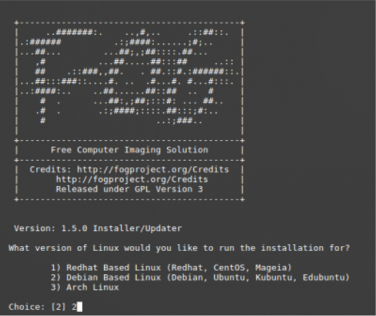 Free Computer Imaging Solution
Credits: http://fogproject.org/Credits
http://fogproject.org/Credits
Released under GPL Version 3
Version: 1.5.0 Installer/Updater
What version of Linux would you like to run the installation for?
1) Redhat Based Linux (Redhat, CentOS, Mageia)
2) Debian Based Linux (Debian, Ubuntu, Kubuntu, Edubuntu)
3) Arch Linux
Choice: [2] 2